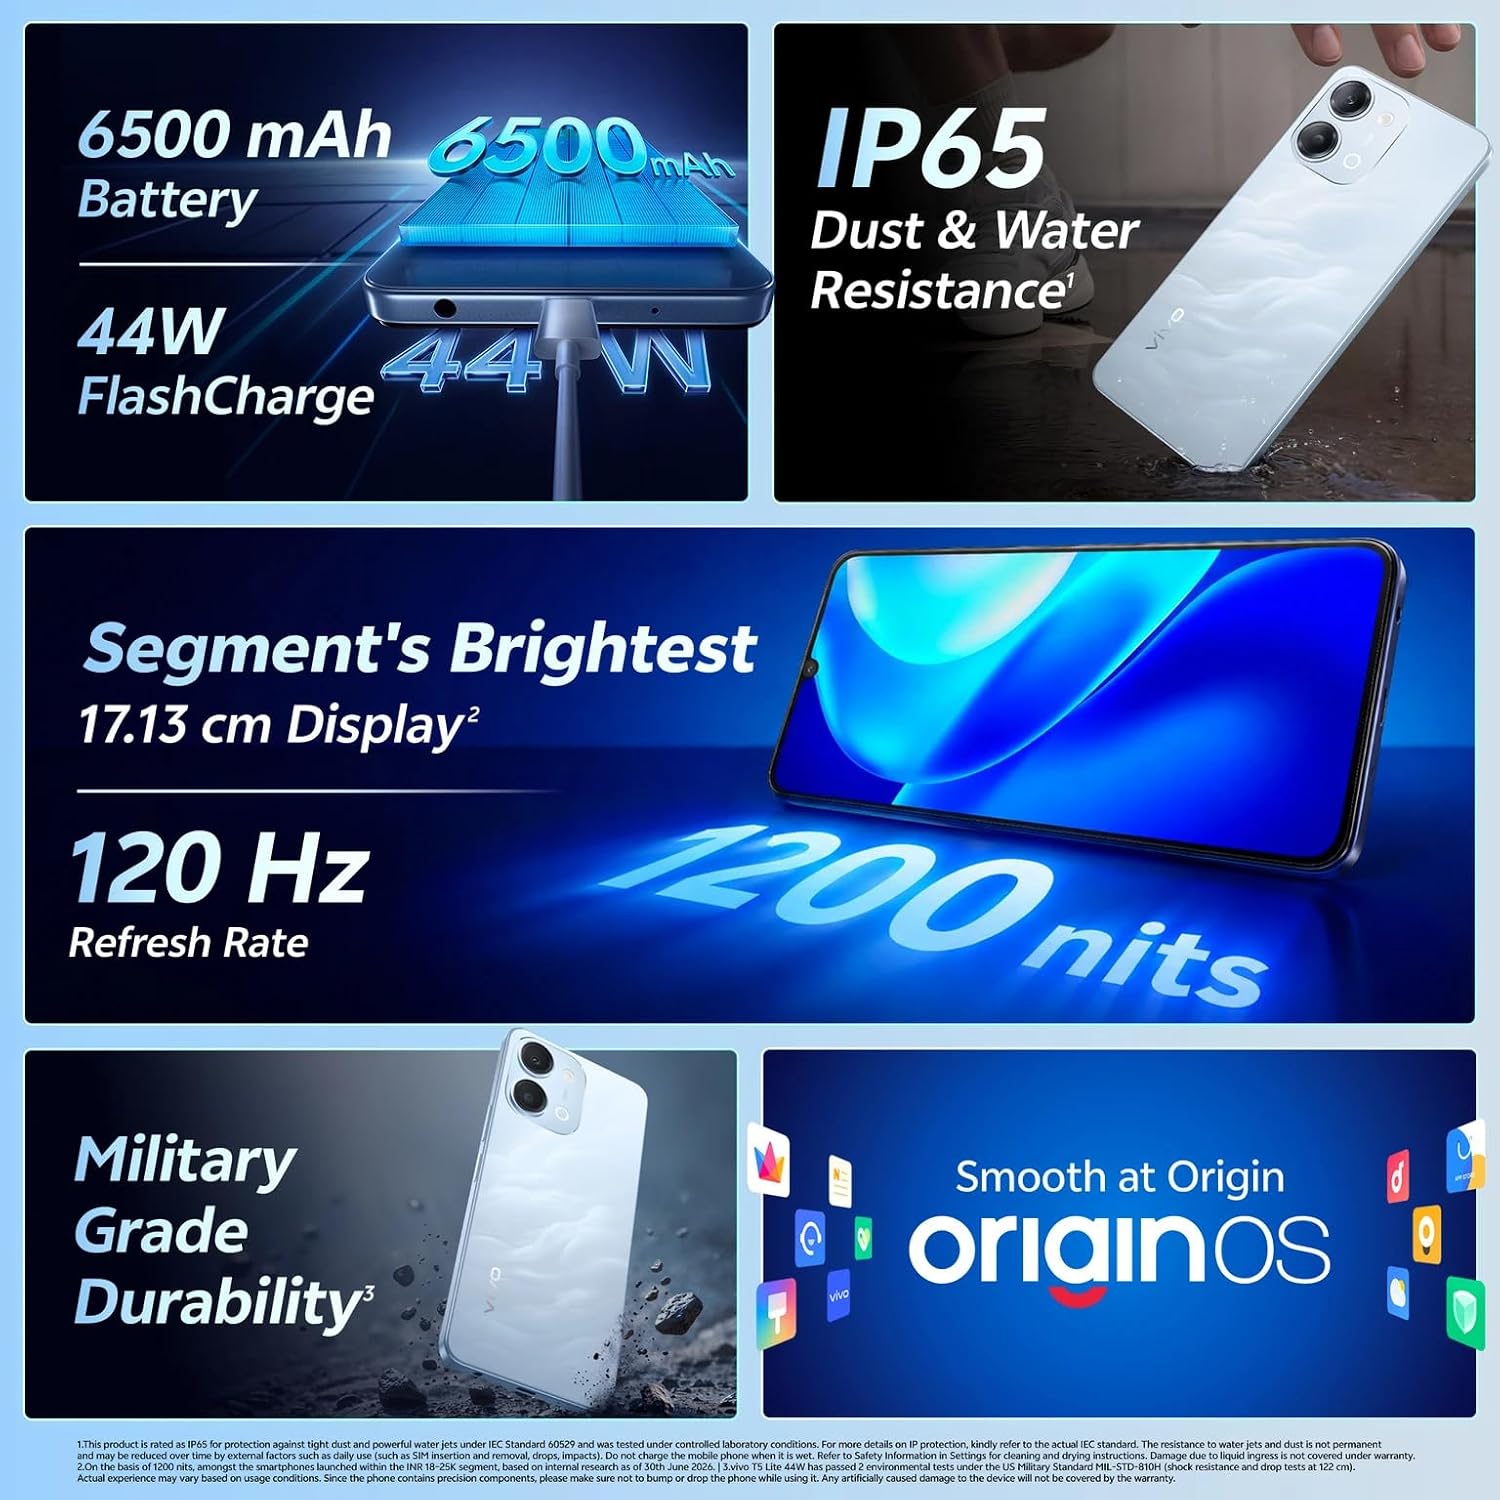 6500 mAh
Battery
44W
FlashCharge
6500 mAh
44W
IP65
Dust & Water
Resistance¹
vivo
Segment's Brightest
17.13 cm Display²
120 Hz
Refresh Rate
1200 nits
Military
Grade
Durability³
vivo
Smooth at Origin
originOS
vivo
1.This product is rated as IP65 for protection against tight dust and powerful water jets under IEC Standard 60529 and was tested under controlled laboratory conditions. For more details on IP protection, kindly refer to the actual IEC standard. The resistance to water jets and dust is not permanent
and may be reduced over time by external factors such as daily use (such as SIM insertion and removal, drops, impacts). Do not charge the mobile phone when it is wet. Refer to Safety Information in Settings for cleaning and drying instructions. Damage due to liquid ingress is not covered under warranty.
2.On the basis of 1200 nits, amongst the smartphones launched within the INR 18-25K segment, based on internal research as of 30th June 2026. | 3.vivo T5 Lite 44W has passed 2 environmental tests under the US Military Standard MIL-STD-810H (shock resistance and drop tests at 122 cm).
Actual experience may vary based on usage conditions. Since the phone contains precision components, please make sure not to bump or drop the phone while using it. Any artificially caused damage to the device will not be covered by the warranty.